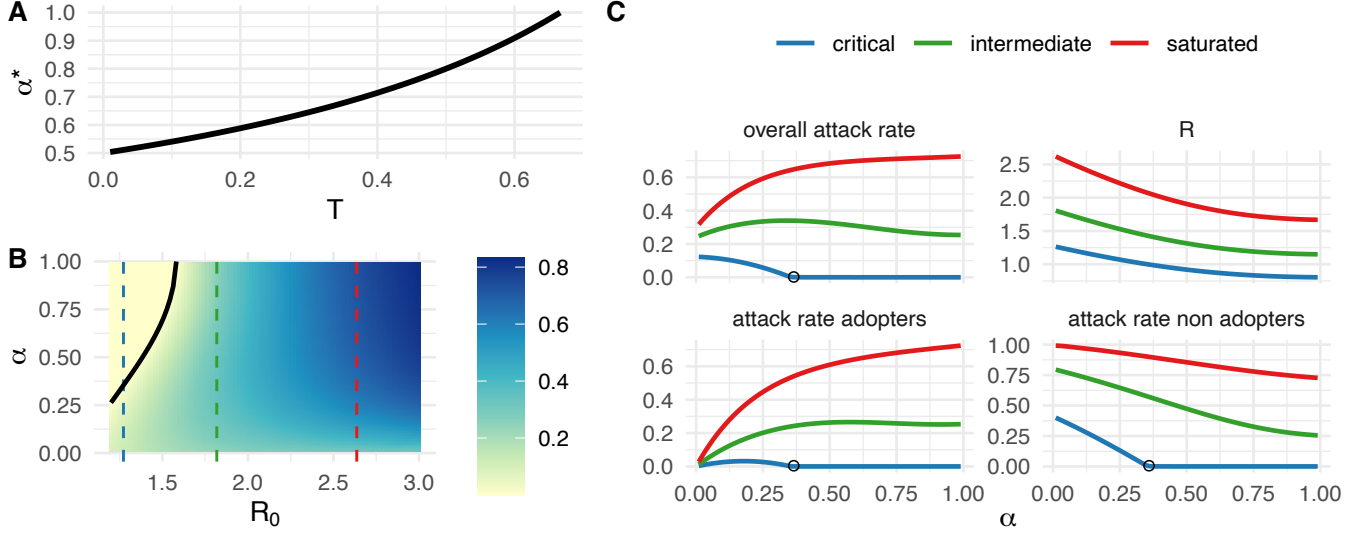 A
1.0
0.9
0.8
0.7
0.6
0.5
α*
0.0 0.2 0.4 0.6
T
B
1.00
0.75
0.50
0.25
0.00
α
1.5 2.0 2.5 3.0
R0
0.8
0.6
0.4
0.2
C
critical intermediate saturated
overall attack rate
0.6
0.4
0.2
0.0
R
2.5
2.0
1.5
1.0
attack rate adopters
0.6
0.4
0.2
0.0
0.00 0.25 0.50 0.75 1.00
attack rate non adopters
1.00
0.75
0.50
0.25
0.00
0.00 0.25 0.50 0.75 1.00
α